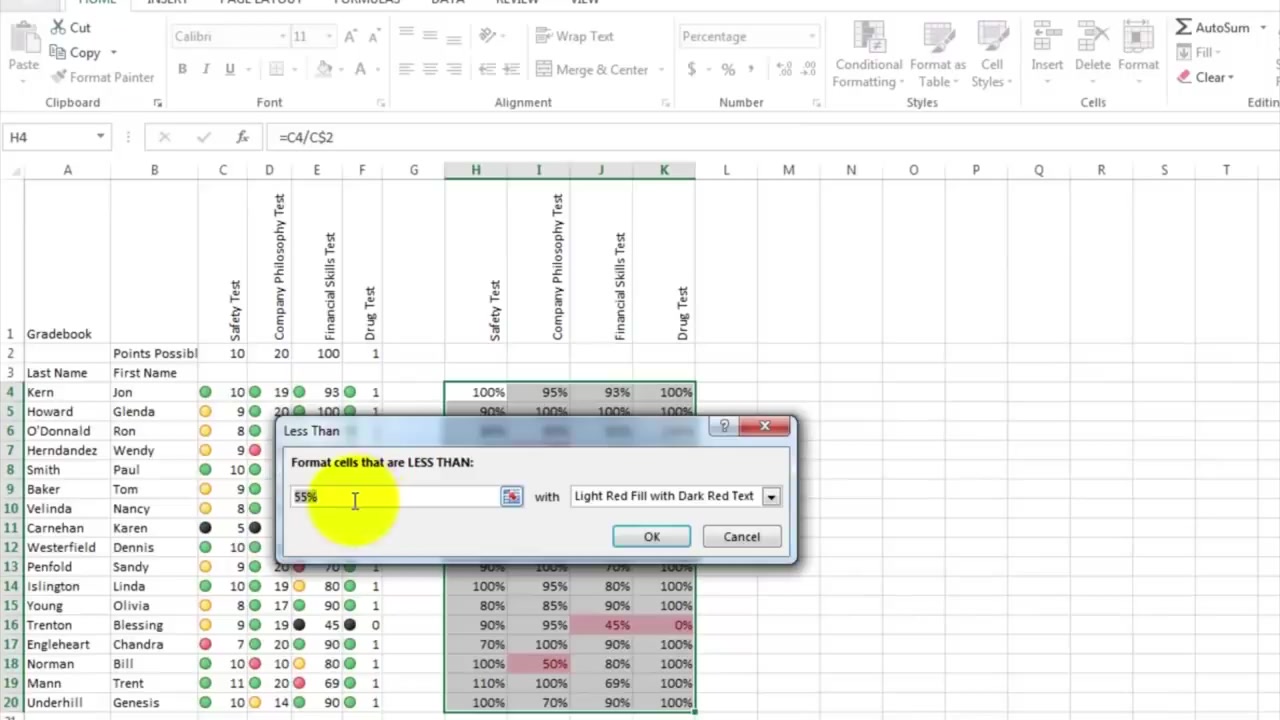 HOME INSERT PAGE LAYOUT FORMULAS DATA REVIEW VIEW
Cut
Copy
Format Painter
Paste
Clipboard
Calibri 11
B I U
Font
Wrap Text
Merge & Center
Alignment
Percentage
$ % ,
Number
Conditional Formatting
Format as Table
Cell Styles
Styles
Insert Delete Format
Cells
AutoSum
Fill
Clear
Editin
H4 fx =C4/C$2
A B C D E F G H I J K L M N O P Q R S T
1 Gradebook Safety Test Company Philosophy Test Financial Skills Test Drug Test Safety Test Company Philosophy Test Financial Skills Test Drug Test
2 Points Possibl 10 20 100 1
3 Last Name First Name
4 Kern Jon 10 19 93 1 100% 95% 93% 100%
5 Howard Glenda 9 20 100 1 90% 100% 100% 100%
6 O'Donnald Ron 8
7 Herndandez Wendy 9
8 Smith Paul 10
9 Baker Tom 9
10 Velinda Nancy 8
11 Carnehan Karen 5
12 Westerfield Dennis 10
13 Penfold Sandy 9 20 70 1 90% 100% 70% 100%
14 Islington Linda 10 19 80 1 100% 95% 80% 100%
15 Young Olivia 8 17 90 1 80% 85% 90% 100%
16 Trenton Blessing 9 19 45 0 90% 95% 45% 0%
17 Engleheart Chandra 7 20 90 1 70% 100% 90% 100%
18 Norman Bill 10 10 80 1 100% 50% 80% 100%
19 Mann Trent 11 20 69 1 110% 100% 69% 100%
20 Underhill Genesis 10 14 90 1 100% 70% 90% 100%
Less Than
Format cells that are LESS THAN:
55% with Light Red Fill with Dark Red Text
OK Cancel